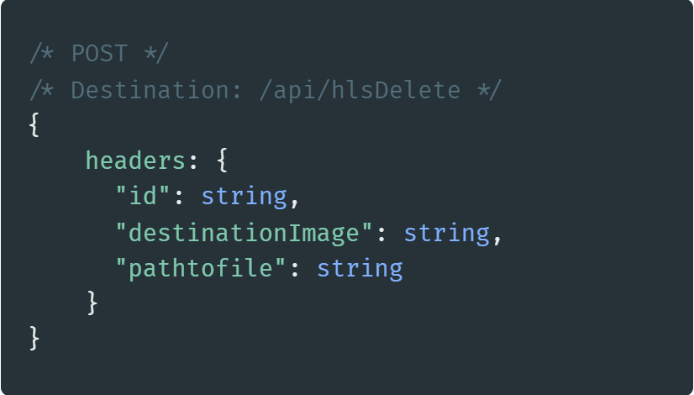 /* POST */
/* Destination: /api/hlsDelete */
{
    headers: {
      "id": string,
      "destinationImage": string,
      "pathtofile": string
    }
}